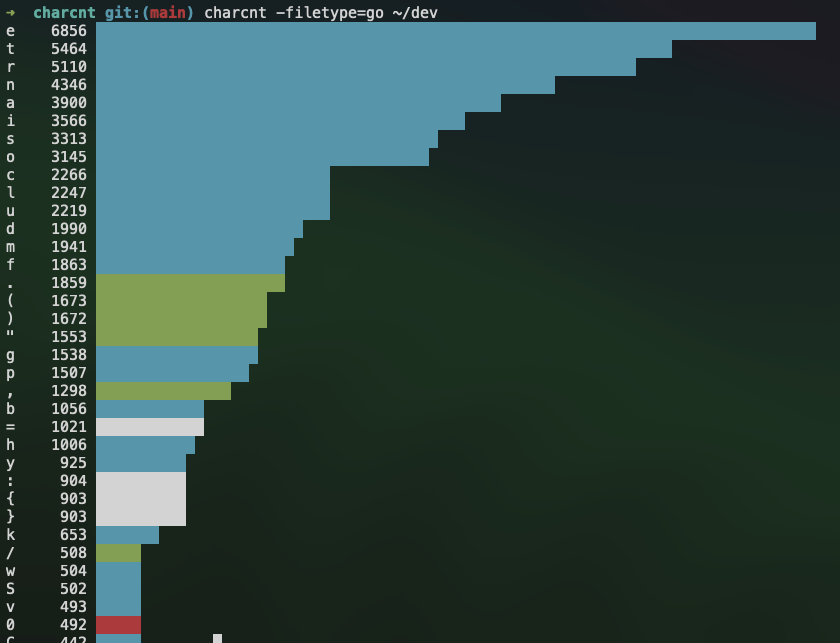 ➜ charcnt git:(main) charcnt -filetype=go ~/dev
e 6856
t 5464
r 5110
n 4346
a 3900
i 3566
s 3313
o 3145
c 2266
l 2247
u 2219
d 1990
m 1941
f 1863
. 1859
( 1673
) 1672
" 1553
g 1538
p 1507
, 1298
b 1056
= 1021
h 1006
y 925
: 904
{ 903
} 903
k 653
/ 508
w 504
S 502
v 493
0 492